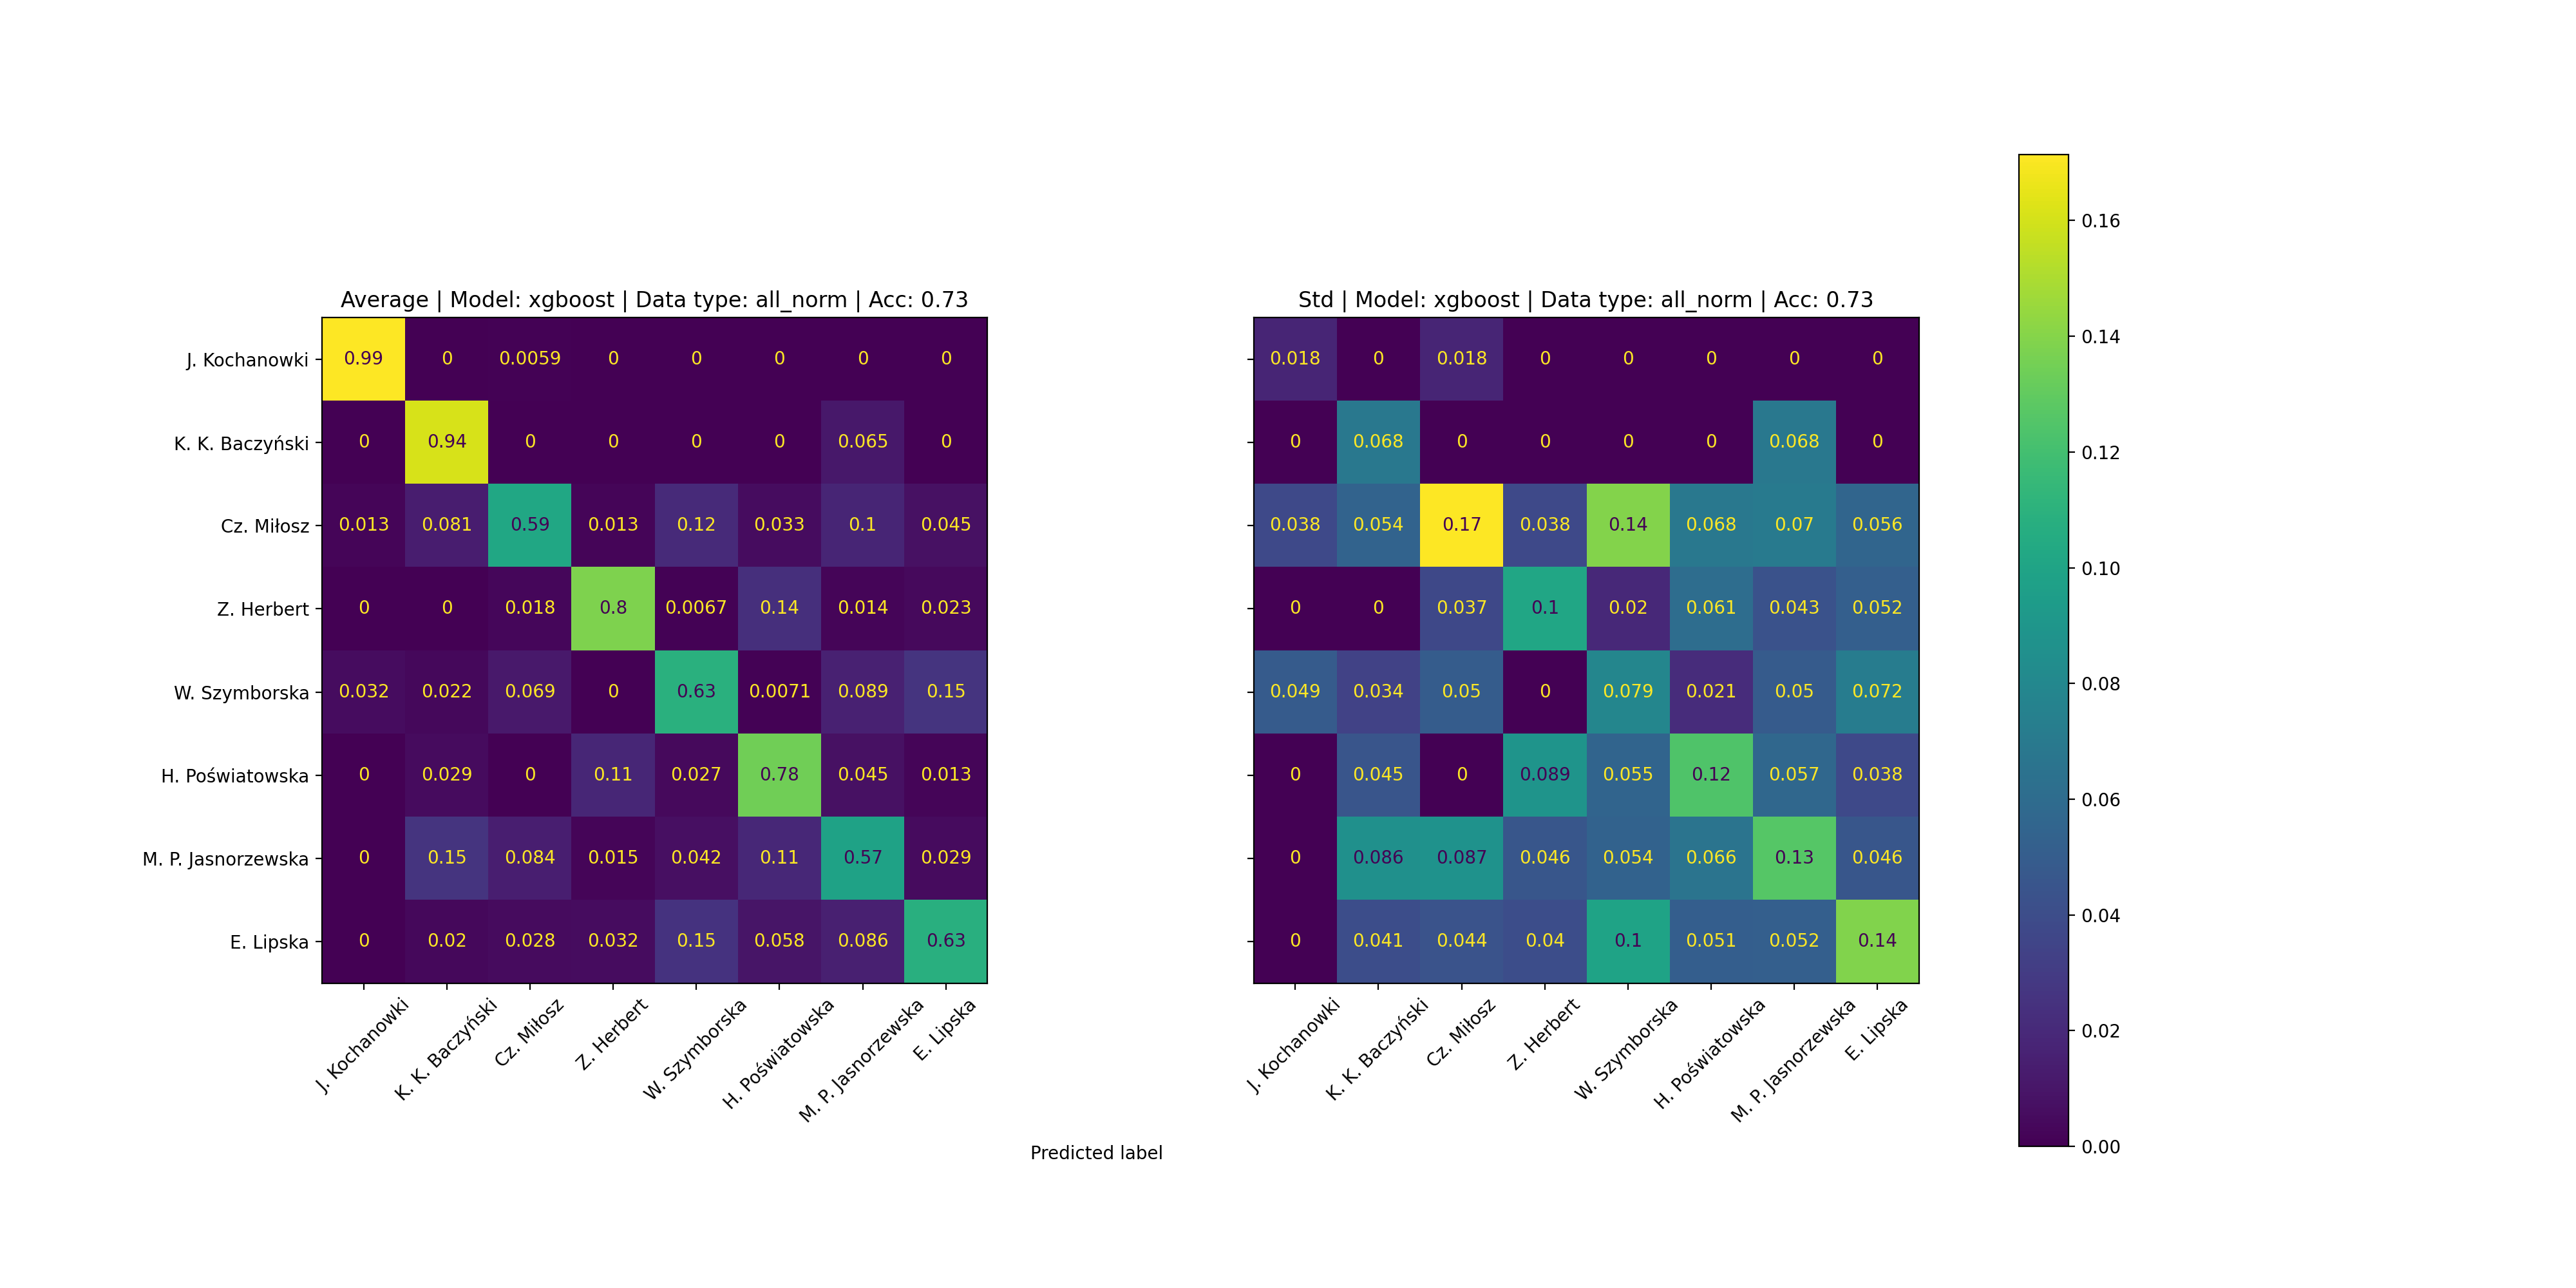 Average | Model: xgboost | Data type: all_norm | Acc: 0.73
J. Kochanowki 0.99 0 0.0059 0 0 0 0 0
K. K. Baczyński 0 0.94 0 0 0 0 0.065 0
Cz. Miłosz 0.013 0.081 0.59 0.013 0.12 0.033 0.1 0.045
Z. Herbert 0 0 0.018 0.8 0.0067 0.14 0.014 0.023
W. Szymborska 0.032 0.022 0.069 0 0.63 0.0071 0.089 0.15
H. Poświatowska 0 0.029 0 0.11 0.027 0.78 0.045 0.013
M. P. Jasnorzewska 0 0.15 0.084 0.015 0.042 0.11 0.57 0.029
E. Lipska 0 0.02 0.028 0.032 0.15 0.058 0.086 0.63
J. Kochanowki
K. K. Baczyński
Cz. Miłosz
Z. Herbert
W. Szymborska
H. Poświatowska
M. P. Jasnorzewska
E. Lipska
Std | Model: xgboost | Data type: all_norm | Acc: 0.73
0.018 0 0.018 0 0 0 0 0
0 0.068 0 0 0 0 0.068 0
0.038 0.054 0.17 0.038 0.14 0.068 0.07 0.056
0 0 0.037 0.1 0.02 0.061 0.043 0.052
0.049 0.034 0.05 0 0.079 0.021 0.05 0.072
0 0.045 0 0.089 0.055 0.12 0.057 0.038
0 0.086 0.087 0.046 0.054 0.066 0.13 0.046
0 0.041 0.044 0.04 0.1 0.051 0.052 0.14
J. Kochanowki
K. K. Baczyński
Cz. Miłosz
Z. Herbert
W. Szymborska
H. Poświatowska
M. P. Jasnorzewska
E. Lipska
Predicted label
0.16
0.14
0.12
0.10
0.08
0.06
0.04
0.02
0.00